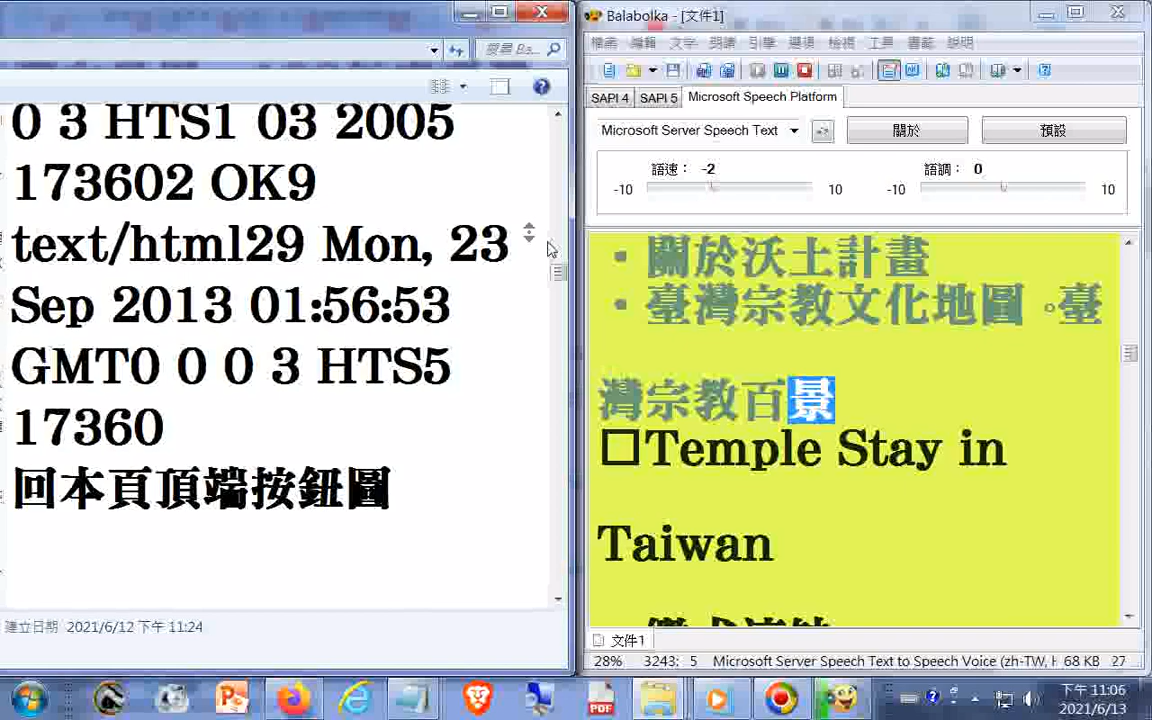 搜尋 Ba...
0 3 HTS1 03 2005
173602 OK9
text/html29 Mon, 23
Sep 2013 01:56:53
GMT0 0 0 3 HTS5
17360
回本頁頂端按鈕圖
建立日期 2021/6/12 下午 11:24
Balabolka - [文件1]
檔案 編輯 文字 閱讀 引擎 選項 檢視 工具 書籤 說明
SAPI 4 SAPI 5 Microsoft Speech Platform
Microsoft Server Speech Text 關於 預設
語速： -2 語調： 0
-10 10 -10 10
• 關於沃土計畫
• 臺灣宗教文化地圖。臺
灣宗教百景
□Temple Stay in
Taiwan
文件1
28% 3243: 5 Microsoft Server Speech Text to Speech Voice (zh-TW, H 68 KB 27
PDF
下午 11:06
2021/6/13